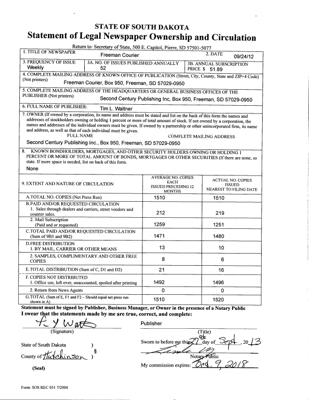 STATE OF SOUTH DAKOTA
Statement of Legal Newspaper Ownership and Circulation
Return to: Secretary of State, 500 E. Capitol, Pierre, SD 57501-5077
1. TITLE OF NEWSPAPER
Freeman Courier
2. DATE
09/24/12
3. FREQUENCY OF ISSUE
Weekly
3A. NO. OF ISSUES PUBLISHED ANNUALLY
52
3B. ANNUAL SUBSCRIPTION
PRICE $ 51.89
4. COMPLETE MAILING ADDRESS OF KNOWN OFFICE OF PUBLICATION (Street, City, County, State and ZIP+4 Code)
(Not printers)
Freeman Courier, Box 950, Freeman, SD 57029-0950
5. COMPLETE MAILING ADDRESS OF THE HEADQUARTERS OR GENERAL BUSINESS OFFICES OF THE
PUBLISHER (Not printers)
Second Century Publishing Inc, Box 950, Freeman, SD 57029-0950
6. FULL NAME OF PUBLISHER:
Tim L. Waltner
7. OWNER (If owned by a corporation, its name and address must be stated and list on the back of this form the names and
addresses of stockholders owning or holding 1 percent or more of total amount of stock. If not owned by a corporation, the
names and addresses of the individual owners must be given. If owned by a partnership or other unincorporated firm, its name
and address, as well as that of each individual must be given.
FULL NAME COMPLETE MAILING ADDRESS
Second Century Publishing Inc., Box 950, Freeman, SD 57029-0950
8. KNOWN BONDHOLDERS, MORTGAGES, AND OTHER SECURITY HOLDERS OWNING OR HOLDING 1
PERCENT OR MORE OF TOTAL AMOUNT OF BONDS, MORTGAGES OR OTHER SECURITIES (If there are none, so
state. If more space is needed, list on back of this form.
None
9. EXTENT AND NATURE OF CIRCULATION
AVERAGE NO. COPIES
EACH
ISSUES PRECEDING 12
MONTHS
ACTUAL NO. COPIES
ISSUED
NEAREST TO FILING DATE
A. TOTAL NO. COPIES (Net Press Run) 1510 1510
B. PAID AND/OR REQUESTED CIRCULATION
1. Sales through dealers and carriers, street vendors and
counter sales. 212 219
2. Mail Subscription
(Paid and/or requested) 1259 1251
C. TOTAL PAID AND/OR REQUESTED CIRCULATION
(Sum of 9B1 and 9B2) 1471 1480
D. FREE DISTRIBUTION
1. BY MAIL, CARRIER OR OTHER MEANS 13 10
2. SAMPLES, COMPLIMENTARY AND OTHER FREE
COPIES 8 6
E. TOTAL DISTRIBUTION (Sum of C, D1 and D2) 21 16
F. COPIES NOT DISTRIBUTED
1. Office use, left over, unaccounted, spoiled after printing 1492 1496
2. Return from News Agents 0 0
G. TOTAL (Sum of E, F1 and F2 - Should equal net press run
shown in A) 1510 1520
Statement must be signed by Publisher, Business Manager, or Owner in the presence of a Notary Public
I swear that the statements made by me are true, correct, and complete:
Publisher
(Signature) (Title)
State of South Dakota )
§
County of Hutchinson )
Sworn to before me this day of Sept, 2013
Notary Public
(Seal)
My commission expires: Oct 9, 2018
Form: SOS REC 051 7/2004